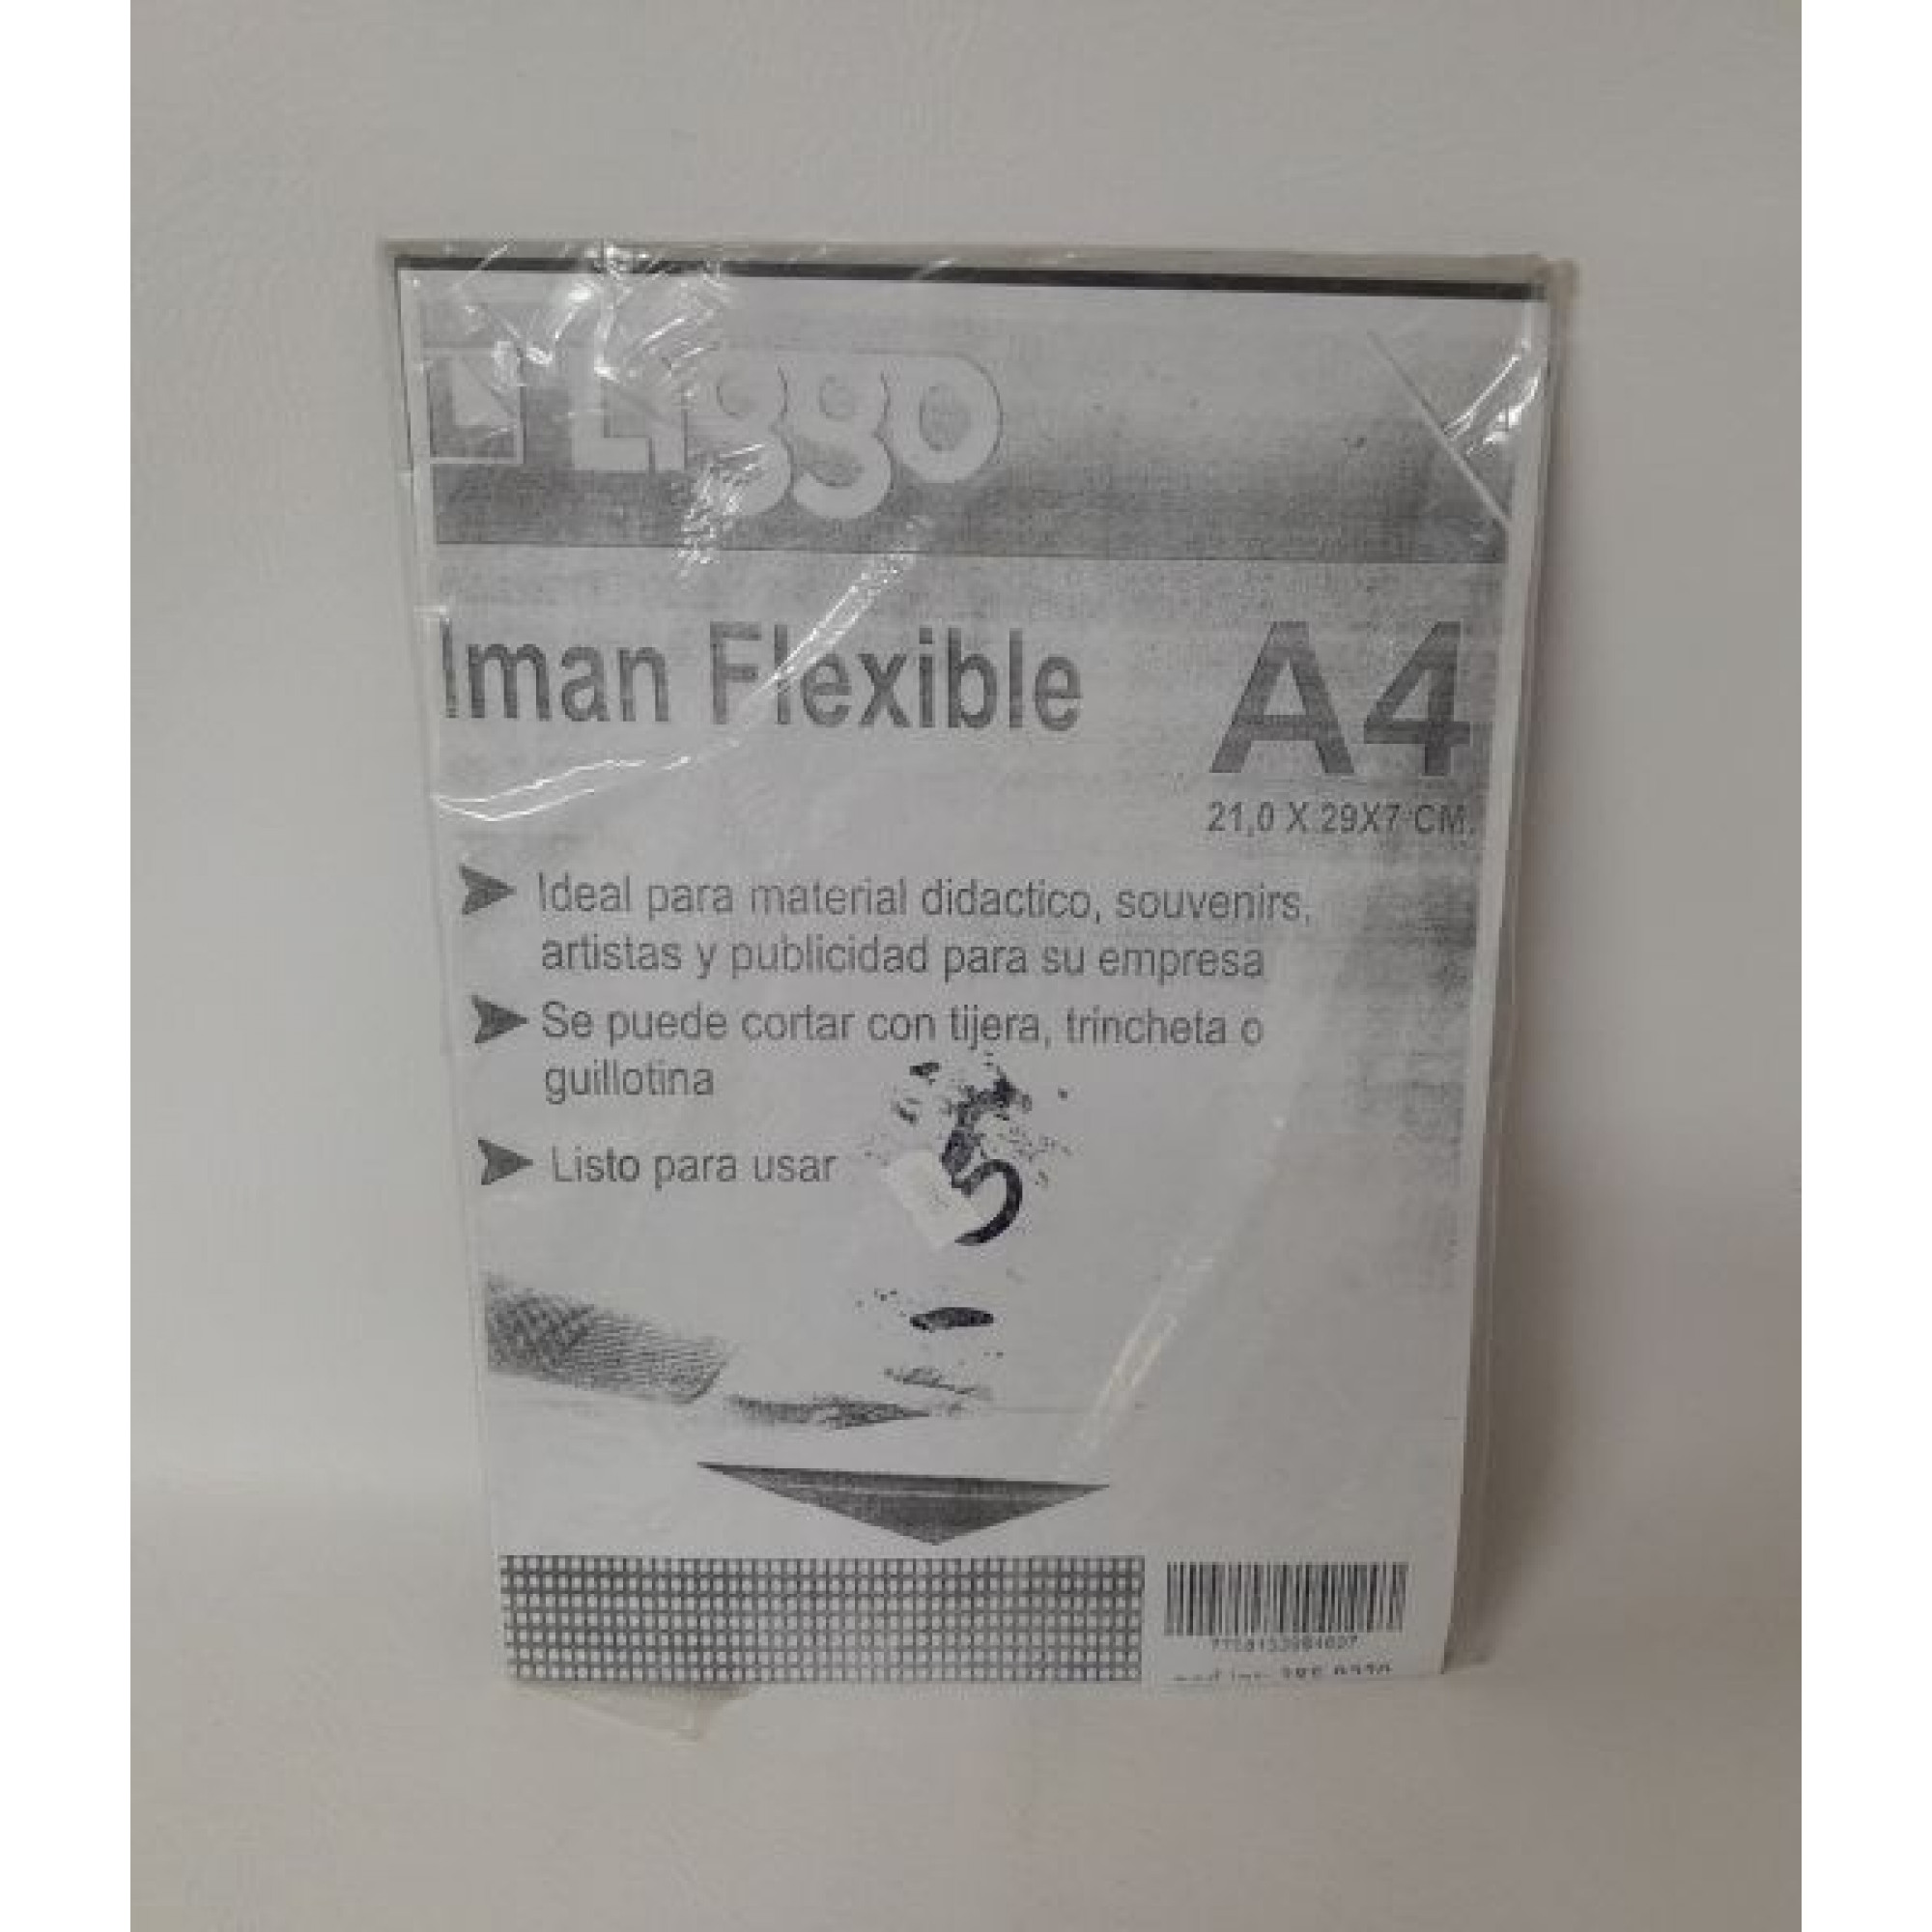 Liggo
Iman Flexible
A4
21,0 X 29X7 CM.
Ideal para material didactico, souvenirs,
artistas y publicidad para su empresa
Se puede cortar con tijera, trincheta o
guillotina
Listo para usar
5